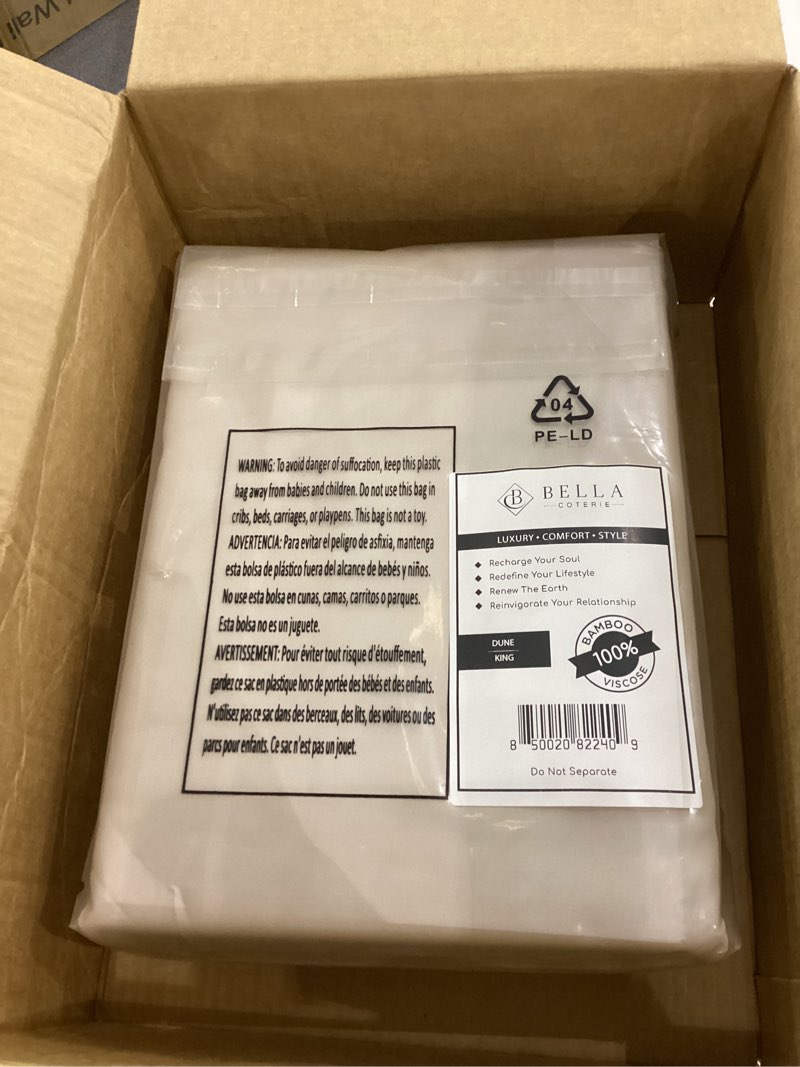 Wall
04
PE-LD
WARNING: To avoid danger of suffocation, keep this plastic
bag away from babies and children. Do not use this bag in
cribs, beds, carriages, or playpens. This bag is not a toy.
ADVERTENCIA: Para evitar el peligro de asfixia, mantenga
esta bolsa de plástico fuera del alcance de bebés y niños.
No use esta bolsa en cunas, camas, carritos o parques.
Esta bolsa no es un juguete.
AVERTISSEMENT: Pour éviter tout risque d'étouffement,
gardez ce sac en plastique hors de portée des bébés et des enfants.
N'utilisez pas ce sac dans des berceaux, des lits, des voitures ou des
parcs pour enfants. Ce sac n'est pas un jouet.
B
BELLA
COTERIE
LUXURY • COMFORT • STYLE
◆ Recharge Your Soul
◆ Redefine Your Lifestyle
◆ Renew The Earth
◆ Reinvigorate Your Relationship
DUNE
KING
BAMBOO
100%
VISCOSE
8 50020 82240 9
Do Not Separate